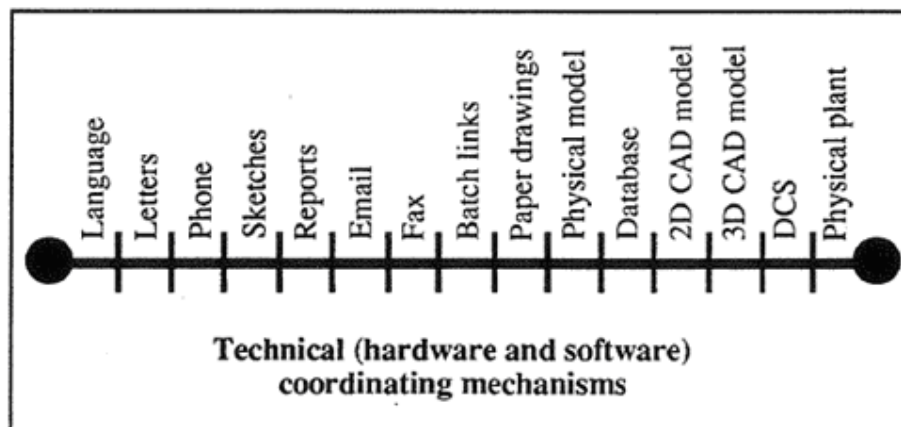 Language
Letters
Phone
Sketches
Reports
Email
Fax
Batch links
Paper drawings
Physical model
Database
2D CAD model
3D CAD model
DCS
Physical plant
Technical (hardware and software)
coordinating mechanisms